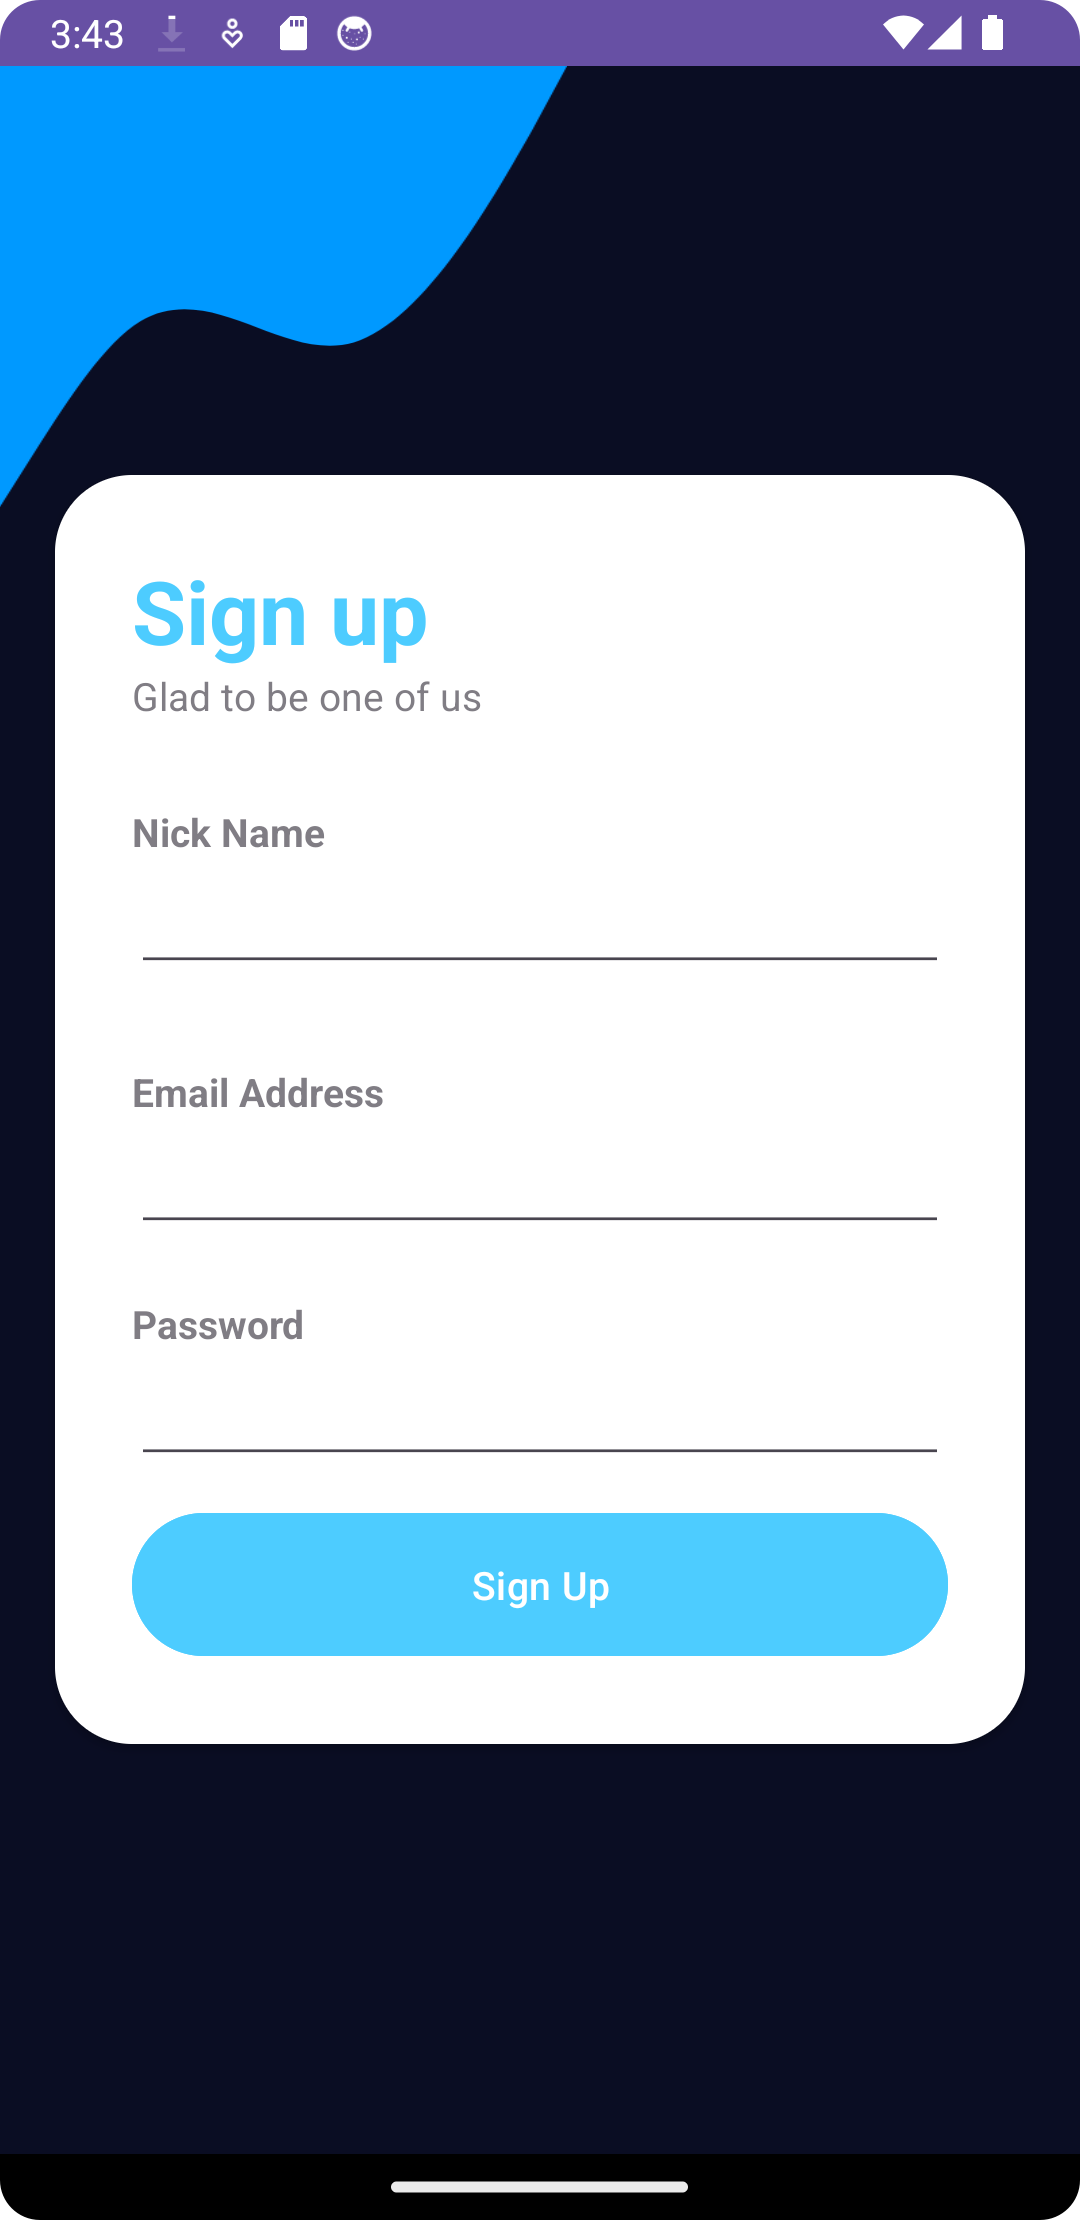 3:43
Sign up
Glad to be one of us
Nick Name
Email Address
Password
Sign Up